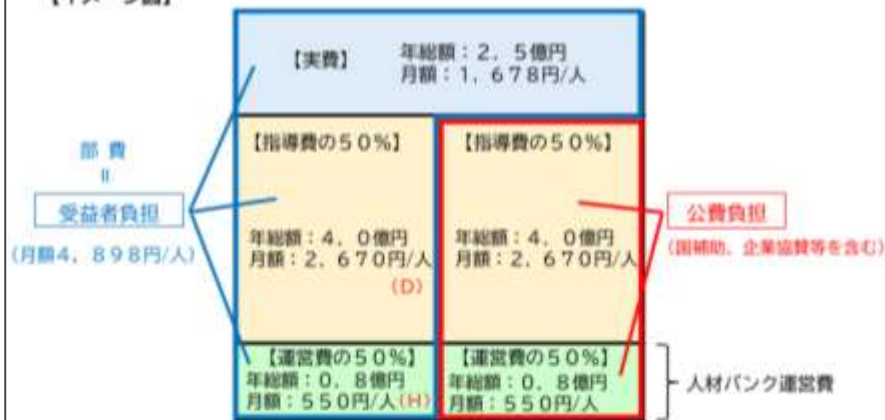 【イメージ図】
【実費】
年総額：２．５億円
月額：１，６７８円/人
【指導費の５０％】
【指導費の５０％】
部 費
＝
受益者負担
(月額４，８９８円/人)
公費負担
(国補助、企業協賛等を含む)
年総額：４．０億円
月額：２，６７０円/人
(D)
年総額：４．０億円
月額：２，６７０円/人
【運営費の５０％】
年総額：０．８億円
月額：５５０円/人(H)
【運営費の５０％】
年総額：０．８億円
月額：５５０円/人
人材バンク運営費